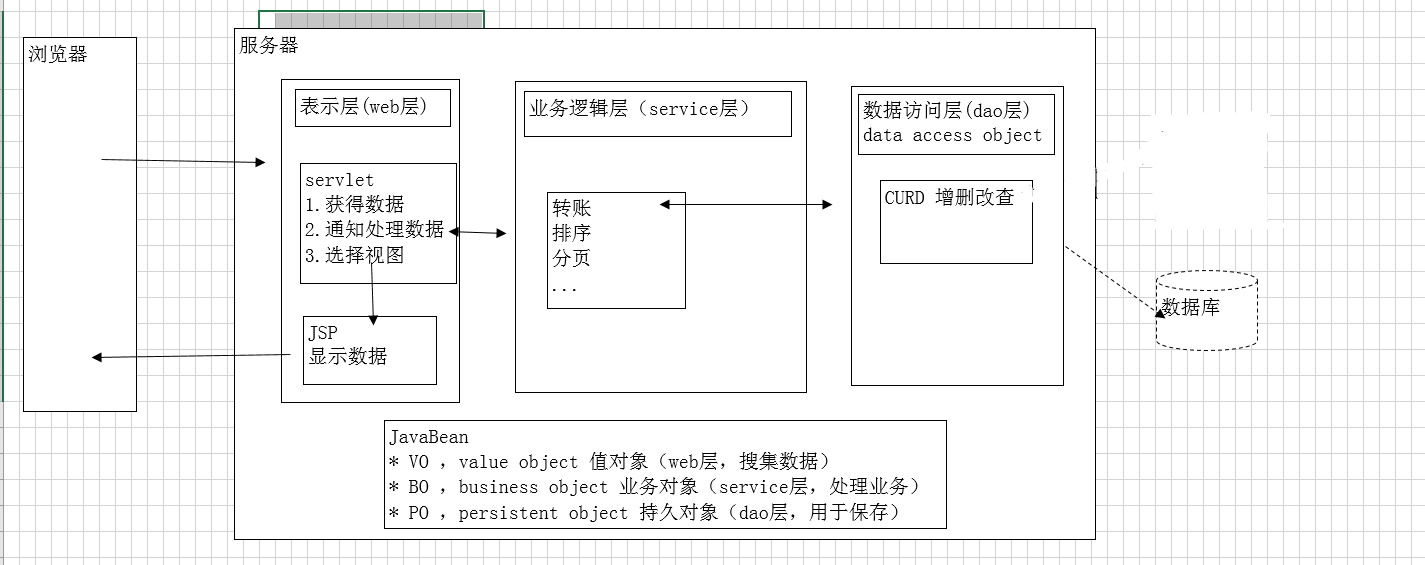 浏览器
服务器
表示层(web层)
servlet
1.获得数据
2.通知处理数据
3.选择视图
JSP
显示数据
业务逻辑层（service层）
转账
排序
分页
...
数据访问层(dao层)
data access object
CURD 增删改查
数据库
JavaBean
* VO ，value object 值对象（web层，搜集数据）
* BO ，business object 业务对象（service层，处理业务）
* PO ，persistent object 持久对象（dao层，用于保存）